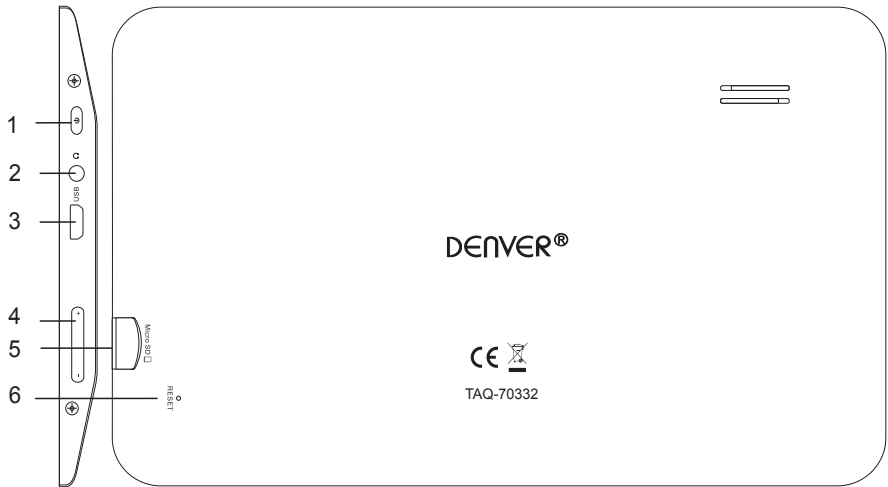 1
2
3
4
5
6
USB
+
-
Micro SD
RESET
DENVER®
CE
TAQ-70332